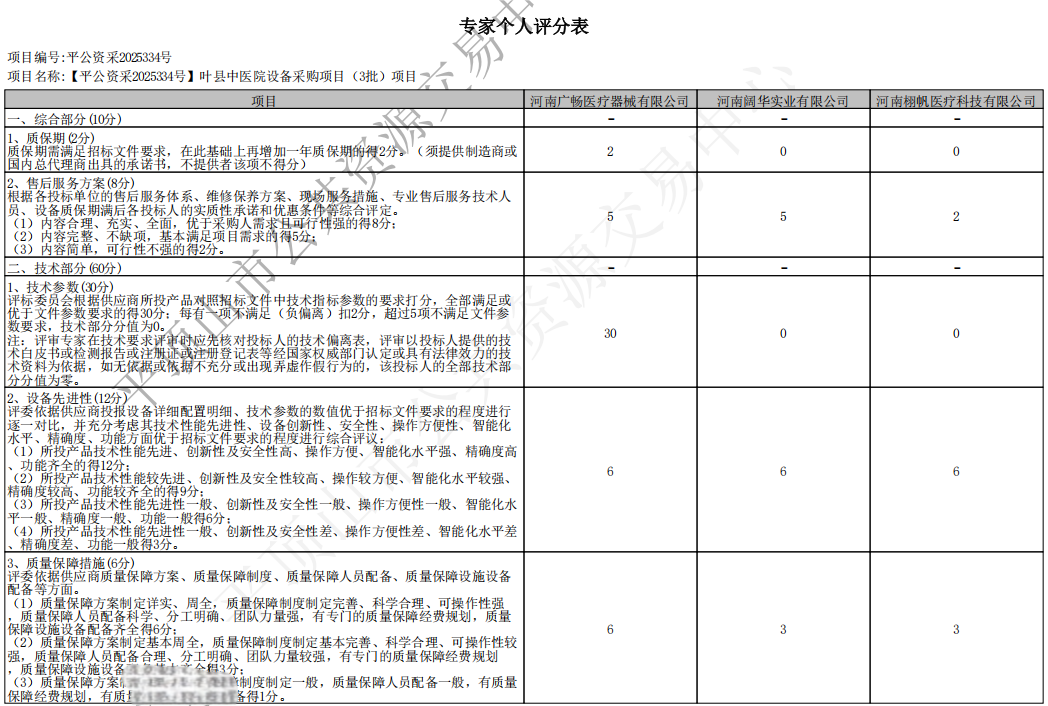 专家个人评分表
项目编号:平公资采2025334号
项目名称:【平公资采2025334号】叶县中医院设备采购项目（3批）项目
项目 河南广畅医疗器械有限公司 河南阔华实业有限公司 河南栩帆医疗科技有限公司
一、综合部分(10分) - - -
1、质保期(2分)
质保期需满足招标文件要求，在此基础上再增加一年质保期的得2分。（须提供制造商或
国内总代理商出具的承诺书，不提供者该项不得分）
2 0 0
2、售后服务方案(8分)
根据各投标单位的售后服务体系、维修保养方案、现场服务措施、专业售后服务技术人
员、设备质保期满后各投标人的实质性承诺和优惠条件等综合评定。
（1）内容合理、充实、全面，优于采购人需求且可行性强的得8分；
（2）内容完整、不缺项，基本满足项目需求的得5分；
（3）内容简单，可行性不强的得2分。
5 5 2
二、技术部分(60分) - - -
1、技术参数(30分)
评标委员会根据供应商所投产品对照招标文件中技术指标参数的要求打分，全部满足或
优于文件参数要求的得30分；每有一项不满足（负偏离）扣2分，超过5项不满足文件参
数要求，技术部分分值为0。
注：评审专家在技术要求评审时应先核对投标人的技术偏离表，评审以投标人提供的技
术白皮书或检测报告或注册证或注册登记表等经国家权威部门认定或具有法律效力的技
术资料为依据，如无依据或依据不充分或出现弄虚作假行为的，该投标人的全部技术部
分分值为零。
30 0 0
2、设备先进性(12分)
评委依据供应商投报设备详细配置明细、技术参数的数值优于招标文件要求的程度进行
逐一对比，并充分考虑其技术性能先进性、设备创新性、安全性、操作方便性、智能化
水平、精确度、功能方面优于招标文件要求的程度进行综合评议：
（1）所投产品技术性能先进、创新性及安全性高、操作方便、智能化水平强、精确度高
、功能齐全的得12分；
（2）所投产品技术性能较先进、创新性及安全性较高、操作较方便、智能化水平较强、
精确度较高、功能较齐全的得9分；
（3）所投产品技术性能先进性一般、创新性及安全性一般、操作方便性一般、智能化水
平一般、精确度一般、功能一般得6分；
（4）所投产品技术性能先进性一般、创新性及安全性差、操作方便性差、智能化水平差
、精确度差、功能一般得3分。
6 6 6
3、质量保障措施(6分)
评委依据供应商质量保障方案、质量保障制度、质量保障人员配备、质量保障设施设备
配备等方面。
（1）质量保障方案制定详实、周全，质量保障制度制定完善、科学合理、可操作性强
，质量保障人员配备科学、分工明确、团队力量强，有专门的质量保障经费规划，质量
保障设施设备配备齐全得6分；
（2）质量保障方案制定基本周全，质量保障制度制定基本完善、科学合理、可操作性较
强，质量保障人员配备合理、分工明确、团队力量较强，有专门的质量保障经费规划
，质量保障设施设备 得3分；
（3）质量保障方案 制度制定一般，质量保障人员配备一般，有质量
保障经费规划，有质 备得1分。
6 3 3
平顶山市公共资源交易中
平顶山市公共资源交易中心